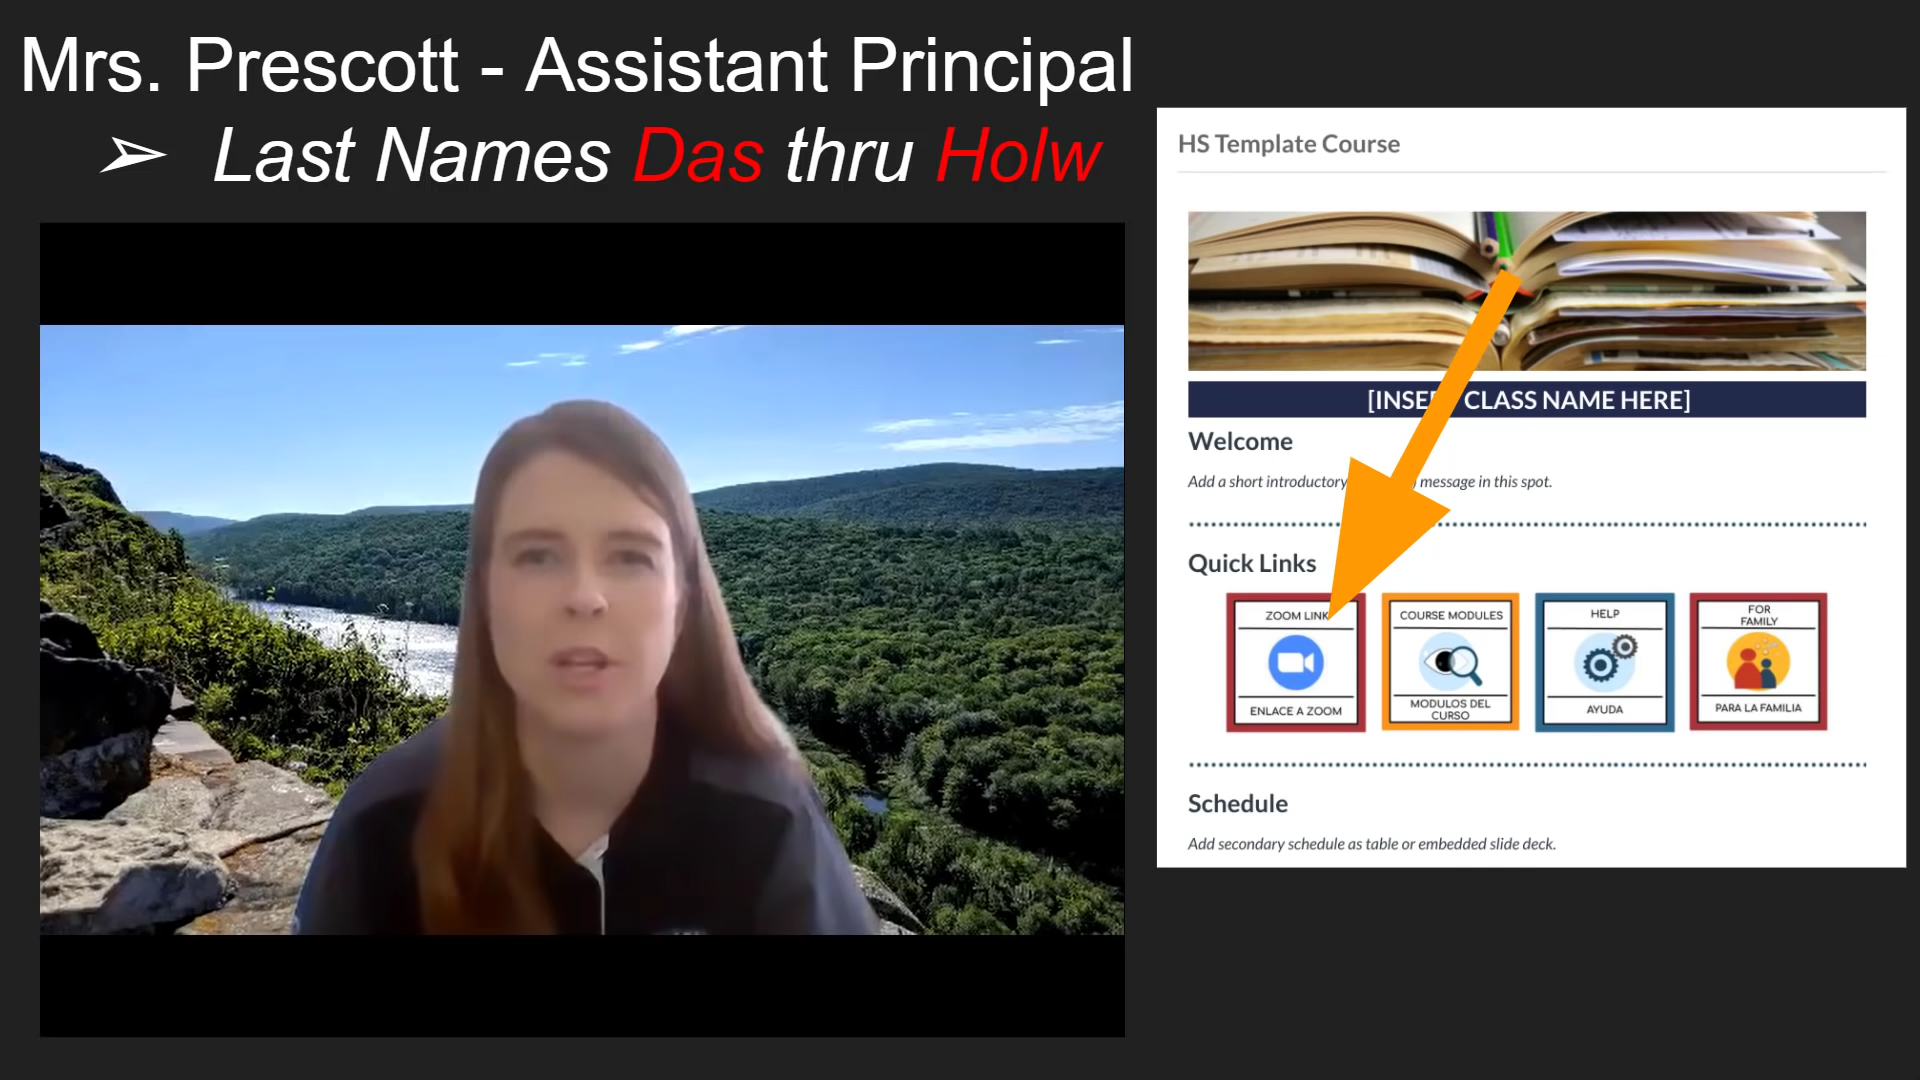 Mrs. Prescott - Assistant Principal
➢ Last Names Das thru Holw
HS Template Course
[INSE CLASS NAME HERE]
Welcome
Add a short introductory message in this spot.
Quick Links
ZOOM LINK
ENLACE A ZOOM
COURSE MODULES
MODULOS DEL
CURSO
HELP
AYUDA
FOR
FAMILY
PARA LA FAMILIA
Schedule
Add secondary schedule as table or embedded slide deck.